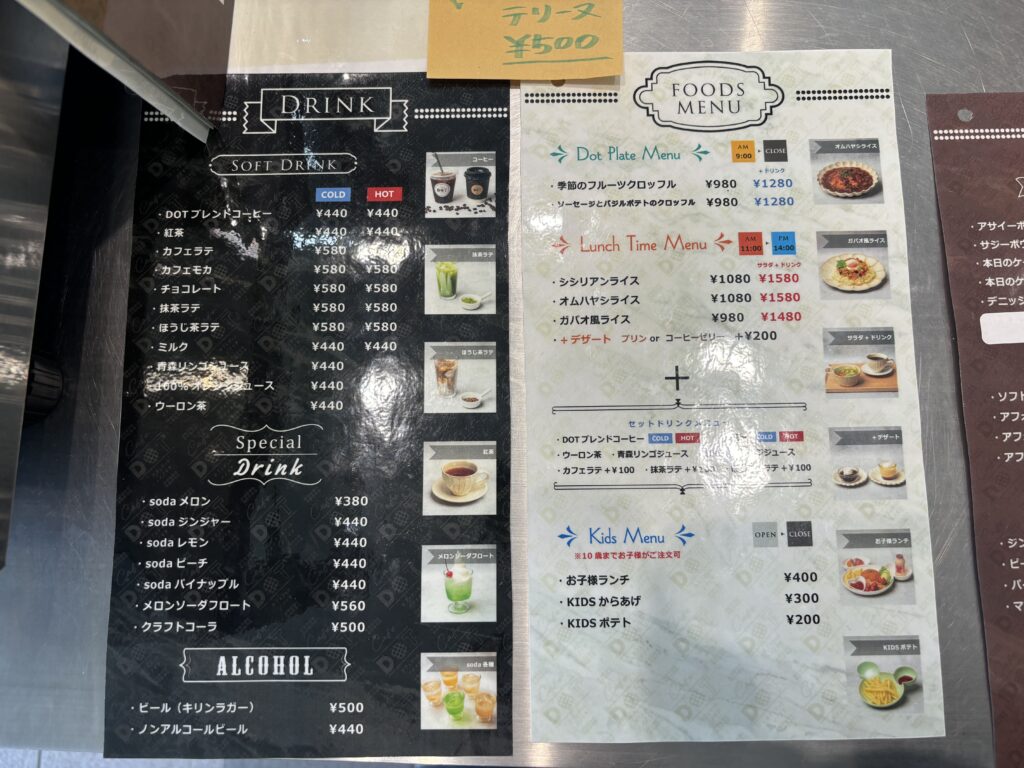 テリーヌ
¥500
DRINK
SOFT DRINK
COLD HOT
・DOTブレンドコーヒー ¥440 ¥440
・紅茶 ¥440 ¥440
・カフェラテ ¥580 ¥580
・カフェモカ ¥580 ¥580
・チョコレート ¥580 ¥580
・抹茶ラテ ¥580 ¥580
・ほうじ茶ラテ ¥580 ¥580
・ミルク ¥440 ¥440
・青森リンゴジュース ¥440
・100% オレンジジュース ¥440
・ウーロン茶 ¥440
Special
Drink
・soda メロン ¥380
・soda ジンジャー ¥440
・soda レモン ¥440
・soda ピーチ ¥440
・soda パイナップル ¥440
・メロンソーダフロート ¥560
・クラフトコーラ ¥500
ALCOHOL
・ビール（キリンラガー） ¥500
・ノンアルコールビール ¥440
コーヒー
抹茶ラテ
ほうじ茶ラテ
紅茶
メロンソーダフロート
soda 各種
FOODS
MENU
Dot Plate Menu AM 9:00 CLOSE
+ドリンク
・季節のフルーツクロッフル ¥980 ¥1280
・ソーセージとバジルポテトのクロッフル ¥980 ¥1280
Lunch Time Menu AM 11:00 PM 14:00
サラダ+ドリンク
・シシリアンライス ¥1080 ¥1580
・オムハヤシライス ¥1080 ¥1580
・ガパオ風ライス ¥980 ¥1480
・+デザート プリン or コーヒーゼリー +¥200
+
セットドリンクメニュー
・DOTブレンドコーヒー COLD HOT COLD HOT
・ウーロン茶 ・青森リンゴジュース ジュース
・カフェラテ+¥100 ・抹茶ラテ+¥100 ラテ+¥100
Kids Menu OPEN CLOSE
※10歳までお子様がご注文可
・お子様ランチ ¥400
・KIDS からあげ ¥300
・KIDS ポテト ¥200
オムハヤシライス
ガパオ風ライス
サラダ+ドリンク
+デザート
お子様ランチ
KIDS ポテト
アサイーボ
・サジーボウ
・本日のケー
・本日のケ
・デニッシ
・ソフト
・アフ
・アフ
・アフ
・ジン
・ビー
・パ
・マ